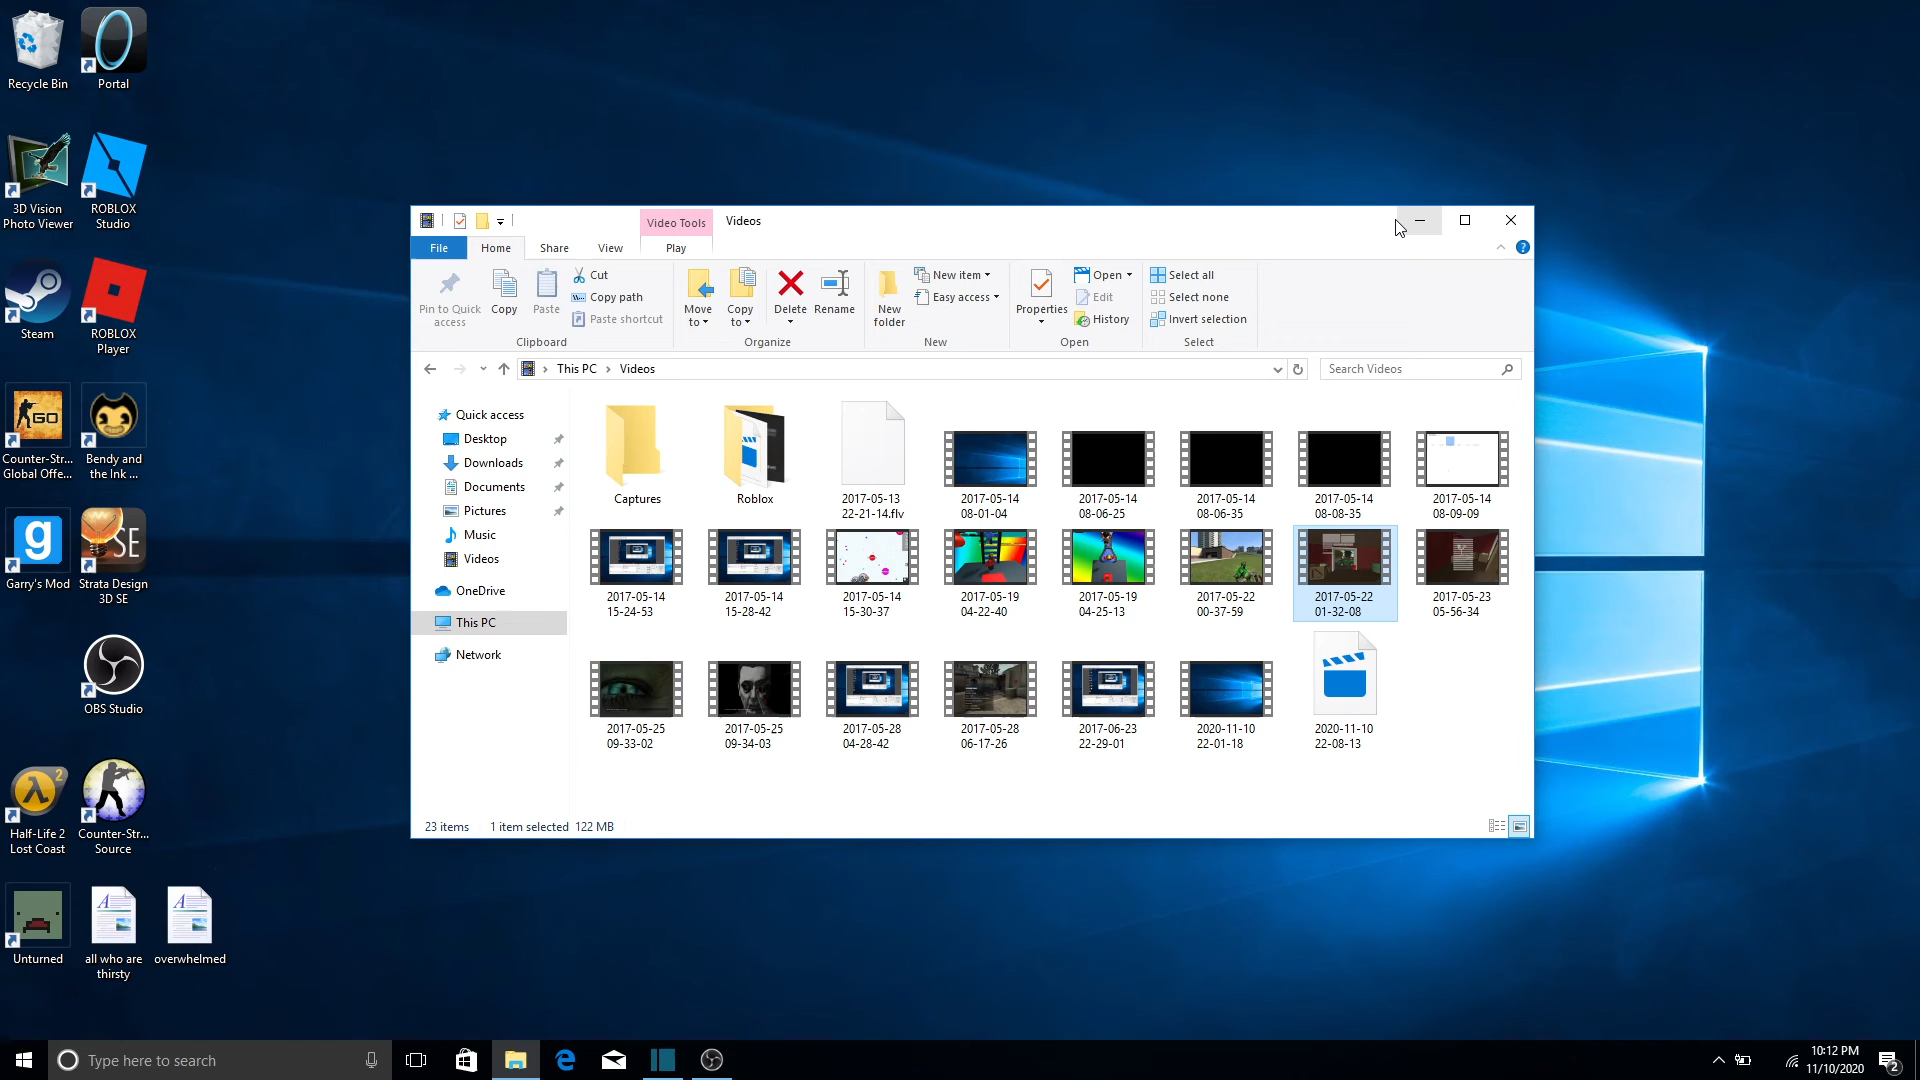 Recycle Bin
Portal
3D Vision
Photo Viewer
ROBLOX
Studio
Steam
ROBLOX
Player
GO
Counter-Str...
Global Offe...
Bendy and
the Ink ...
g
Garry's Mod
SE
Strata Design
3D SE
OBS Studio
2
Half-Life 2
Lost Coast
Counter-Str...
Source
Unturned
all who are
thirsty
overwhelmed
Video Tools
Videos
File
Home
Share
View
Play
?
Pin to Quick
access
Copy
Paste
Cut
Copy path
Paste shortcut
Clipboard
Move
to
Copy
to
Delete
Rename
Organize
New
folder
New item
Easy access
New
Properties
Open
Edit
History
Open
Select all
Select none
Invert selection
Select
This PC
Videos
Search Videos
Quick access
Desktop
Downloads
Documents
Pictures
Music
Videos
OneDrive
This PC
Network
Captures
Roblox
2017-05-13
22-21-14.flv
2017-05-14
08-01-04
2017-05-14
08-06-25
2017-05-14
08-06-35
2017-05-14
08-08-35
2017-05-14
08-09-09
2017-05-14
15-24-53
2017-05-14
15-28-42
2017-05-14
15-30-37
2017-05-19
04-22-40
2017-05-19
04-25-13
2017-05-22
00-37-59
2017-05-22
01-32-08
2017-05-23
05-56-34
2017-05-25
09-33-02
2017-05-25
09-34-03
2017-05-28
04-28-42
2017-05-28
06-17-26
2017-06-23
22-29-01
2020-11-10
22-01-18
2020-11-10
22-08-13
23 items
1 item selected 122 MB
Type here to search
10:12 PM
11/10/2020
2